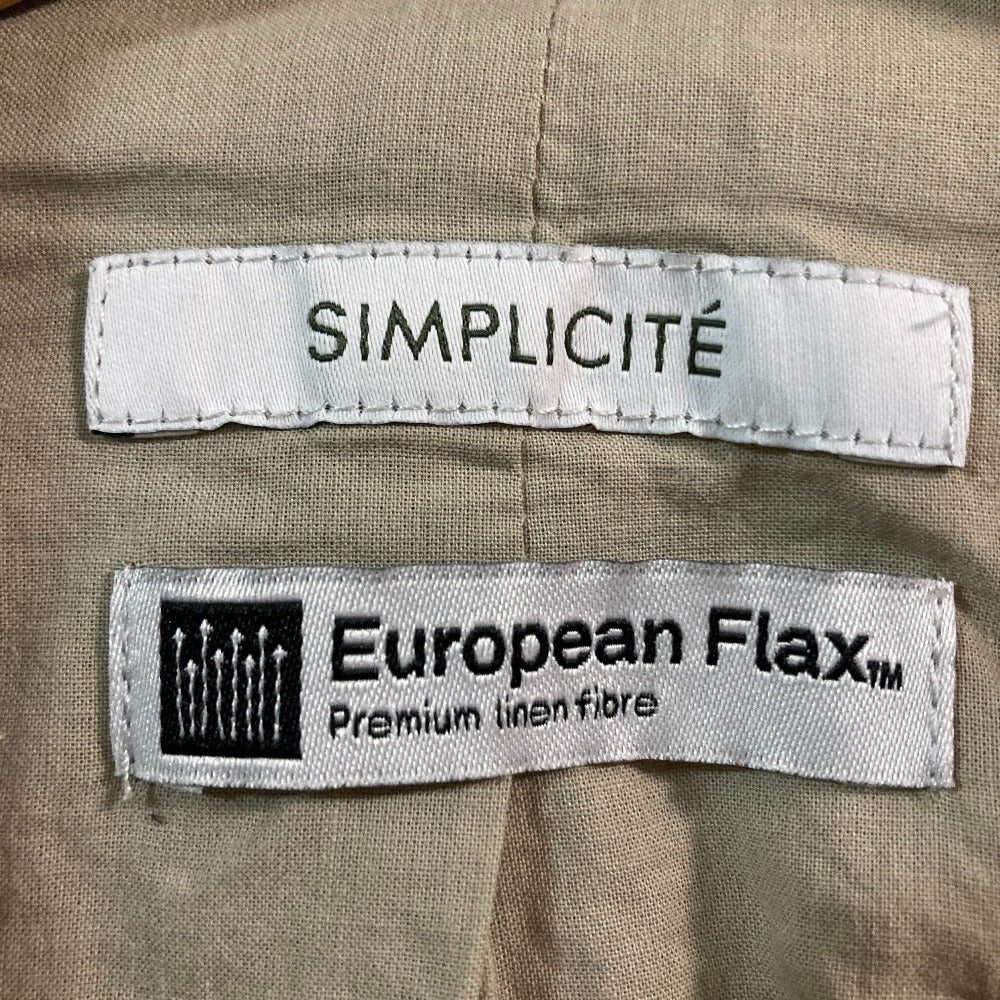 SIMPLICITÉ
European Flax™
Premium linen fibre